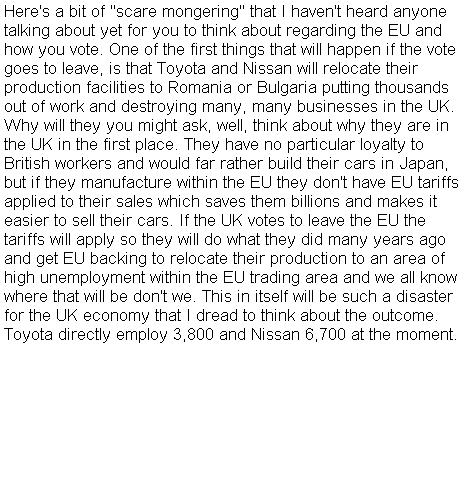 Here's a bit of "scare mongering" that I haven't heard anyone
talking about yet for you to think about regarding the EU and
how you vote. One of the first things that will happen if the vote
goes to leave, is that Toyota and Nissan will relocate their
production facilities to Romania or Bulgaria putting thousands
out of work and destroying many, many businesses in the UK.
Why will they you might ask, well, think about why they are in
the UK in the first place. They have no particular loyalty to
British workers and would far rather build their cars in Japan,
but if they manufacture within the EU they don't have EU tariffs
applied to their sales which saves them billions and makes it
easier to sell their cars. If the UK votes to leave the EU the
tariffs will apply so they will do what they did many years ago
and get EU backing to relocate their production to an area of
high unemployment within the EU trading area and we all know
where that will be don't we. This in itself will be such a disaster
for the UK economy that I dread to think about the outcome.
Toyota directly employ 3,800 and Nissan 6,700 at the moment.